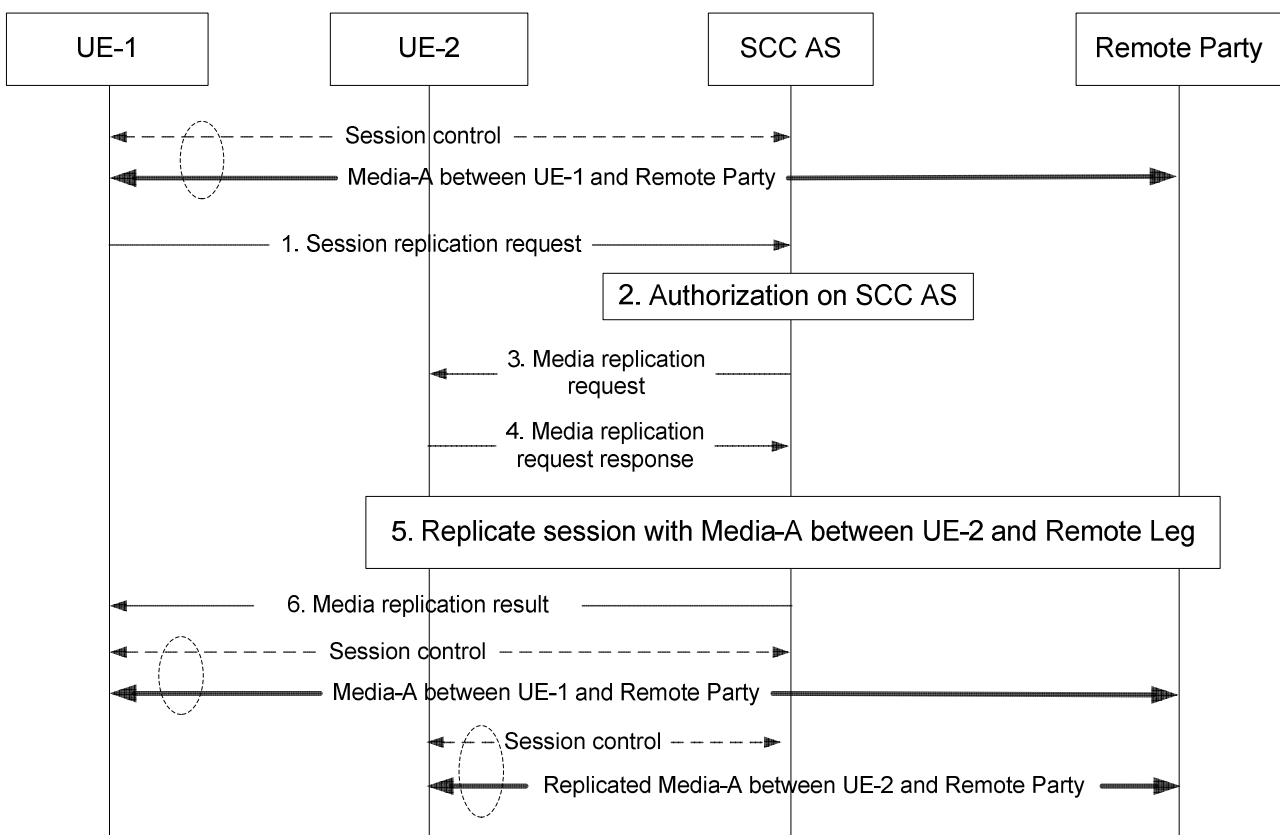 UE-1
UE-2
SCC AS
Remote Party
Session control
Media-A between UE-1 and Remote Party
1. Session replication request
2. Authorization on SCC AS
3. Media replication
request
4. Media replication
request response
5. Replicate session with Media-A between UE-2 and Remote Leg
6. Media replication result
Session control
Media-A between UE-1 and Remote Party
Session control
Replicated Media-A between UE-2 and Remote Party